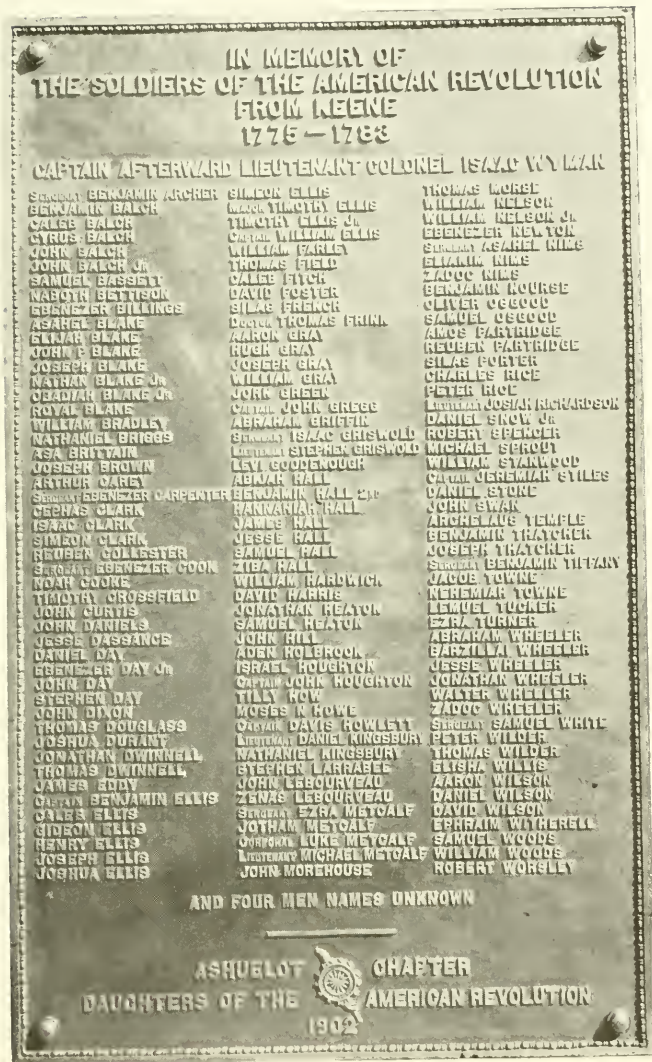 IN MEMORY OF
THE SOLDIERS OF THE AMERICAN REVOLUTION
FROM KEENE
1775 – 1783
CAPTAIN AFTERWARD LIEUTENANT COLONEL ISAAC WYMAN
SERGEANT BENJAMIN ARCHER
BENJAMIN BALCH
CALEB BALCH
CYRUS BALCH
JOHN BALCH
JOHN BALCH JR
SAMUEL BASSETT
NABOTH BETTISON
EBENEZER BILLINGS
ASAHEL BLAKE
ELIJAH BLAKE
JOHN P BLAKE
JOSEPH BLAKE
NATHAN BLAKE JR
OBADIAH BLAKE JR
ROYAL BLAKE
WILLIAM BRADLEY
NATHANIEL BRIGGS
ASA BRITTAIN
JOSEPH BROWN
ARTHUR CAREY
SERGEANT EBENEZER CARPENTER
CEPHAS CLARK
ISAAC CLARK
SIMEON CLARK
REUBEN COLLESTER
SERGEANT EBENEZER COOK
NOAH COOKE
TIMOTHY CROSSFIELD
JOHN CURTIS
JOHN DANIELS
JESSE DASSANCE
DANIEL DAY
EBENEZER DAY JR
JOHN DAY
STEPHEN DAY
JOHN DIXON
THOMAS DOUGLASS
JOSHUA DURANT
JONATHAN DWINNELL
THOMAS DWINNELL
JAMES EDDY
CAPTAIN BENJAMIN ELLIS
CALEB ELLIS
GIDEON ELLIS
HENRY ELLIS
JOSEPH ELLIS
JOSHUA ELLIS
SIMEON ELLIS
MAJOR TIMOTHY ELLIS
TIMOTHY ELLIS JR
CAPTAIN WILLIAM ELLIS
WILLIAM FARLEY
THOMAS FIELD
CALEB FITCH
DAVID FOSTER
SILAS FRENCH
DOCTOR THOMAS FRINK
AARON GRAY
HUGH GRAY
JOSEPH GRAY
WILLIAM GRAY
JOHN GREEN
CAPTAIN JOHN GREGG
ABRAHAM GRIFFIN
SERGEANT ISAAC GRISWOLD
LIEUTENANT STEPHEN GRISWOLD
LEVI GOODENOUGH
ABIJAH HALL
BENJAMIN HALL 2ND
HANNANIAH HALL
JAMES HALL
JESSE HALL
SAMUEL HALL
ZIBA HALL
WILLIAM HARDWICK
DAVID HARRIS
JONATHAN HEATON
SAMUEL HEATON
JOHN HILL
ADEN HOLBROOK
ISRAEL HOUGHTON
CAPTAIN JOHN HOUGHTON
TILLY HOW
MOSES N HOWE
CAPTAIN DAVIS HOWLETT
LIEUTENANT DANIEL KINGSBURY
NATHANIEL KINGSBURY
STEPHEN LARRABEE
JOHN LEBOURVEAU
ZENAS LEBOURVEAU
SERGEANT EZRA METCALF
JOTHAM METCALF
CORPORAL LUKE METCALF
LIEUTENANT MICHAEL METCALF
JOHN MOREHOUSE
THOMAS MORSE
WILLIAM NELSON
WILLIAM NELSON JR
EBENEZER NEWTON
SERGEANT ASAHEL NIMS
ELIAKIM NIMS
ZADOC NIMS
BENJAMIN NOURSE
OLIVER OSGOOD
SAMUEL OSGOOD
AMOS PARTRIDGE
REUBEN PARTRIDGE
SILAS PORTER
CHARLES RICE
PETER RICE
LIEUTENANT JOSIAH RICHARDSON
DANIEL SNOW JR
ROBERT SPENCER
MICHAEL SPROUT
WILLIAM STANWOOD
CAPTAIN JEREMIAH STILES
DANIEL STONE
JOHN SWAN
ARCHELAUS TEMPLE
BENJAMIN THATCHER
JOSEPH THATCHER
SERGEANT BENJAMIN TIFFANY
JACOB TOWNE
NEHEMIAH TOWNE
LEMUEL TUCKER
EZRA TURNER
ABRAHAM WHEELER
BARZILLAI WHEELER
JESSE WHEELER
JONATHAN WHEELER
WALTER WHELLER
ZADOC WHEELER
SERGEANT SAMUEL WHITE
PETER WILDER
THOMAS WILDER
ELISHA WILLIS
AARON WILSON
DANIEL WILSON
DAVID WILSON
EPHRAIM WITHERELL
SAMUEL WOODS
WILLIAM WOODS
ROBERT WORSLEY
AND FOUR MEN NAMES UNKNOWN
ASHUELOT CHAPTER
DAUGHTERS OF THE AMERICAN REVOLUTION
1902